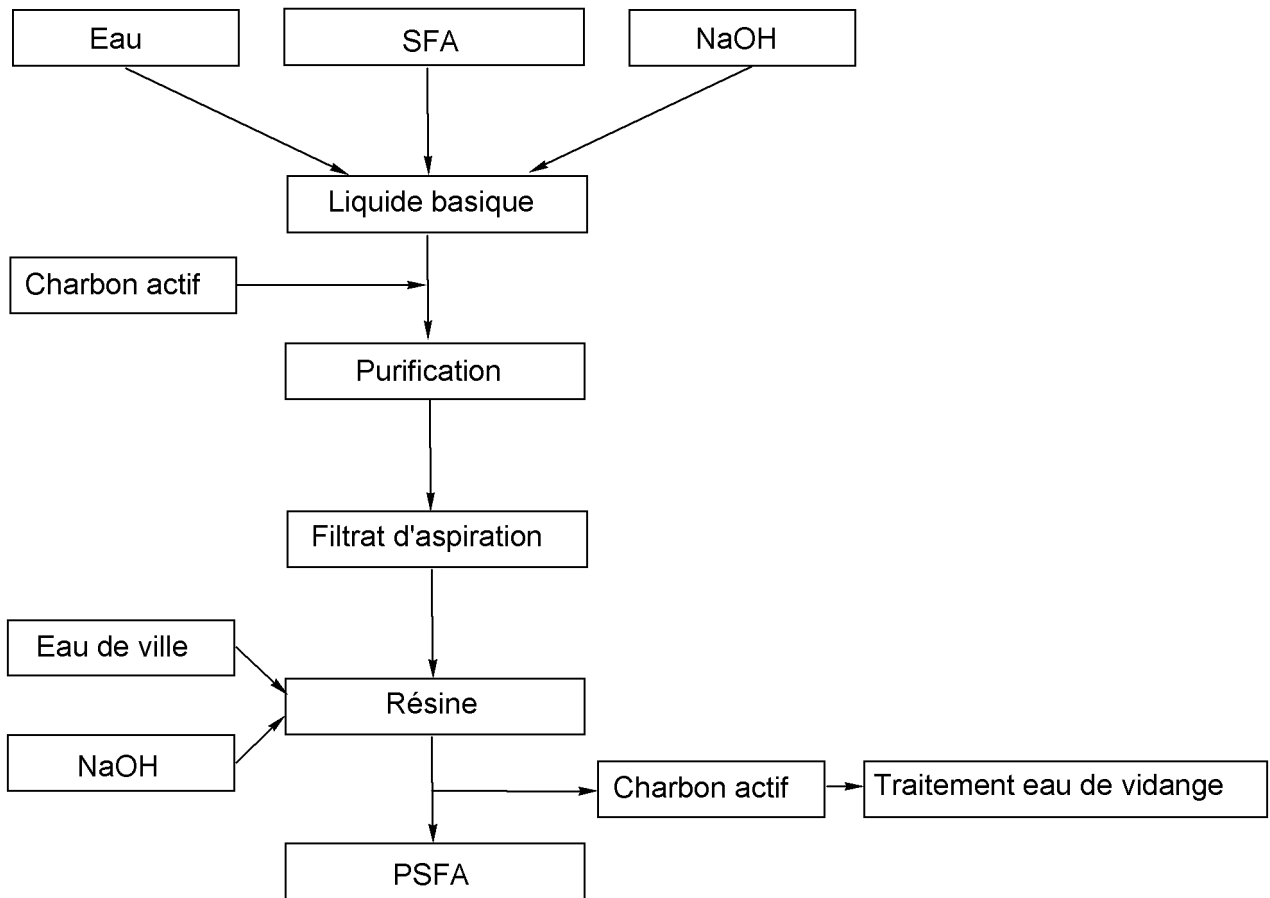 Eau
SFA
NaOH
Liquide basique
Charbon actif
Purification
Filtrat d'aspiration
Eau de ville
Résine
NaOH
Charbon actif
Traitement eau de vidange
PSFA